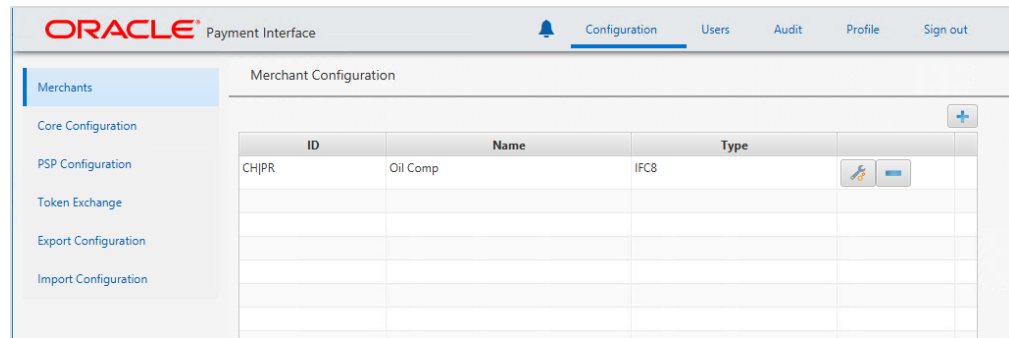 ORACLE® Payment Interface
Configuration Users Audit Profile Sign out
Merchants
Core Configuration
PSP Configuration
Token Exchange
Export Configuration
Import Configuration
Merchant Configuration
ID Name Type
CH|PR Oil Comp IFC8